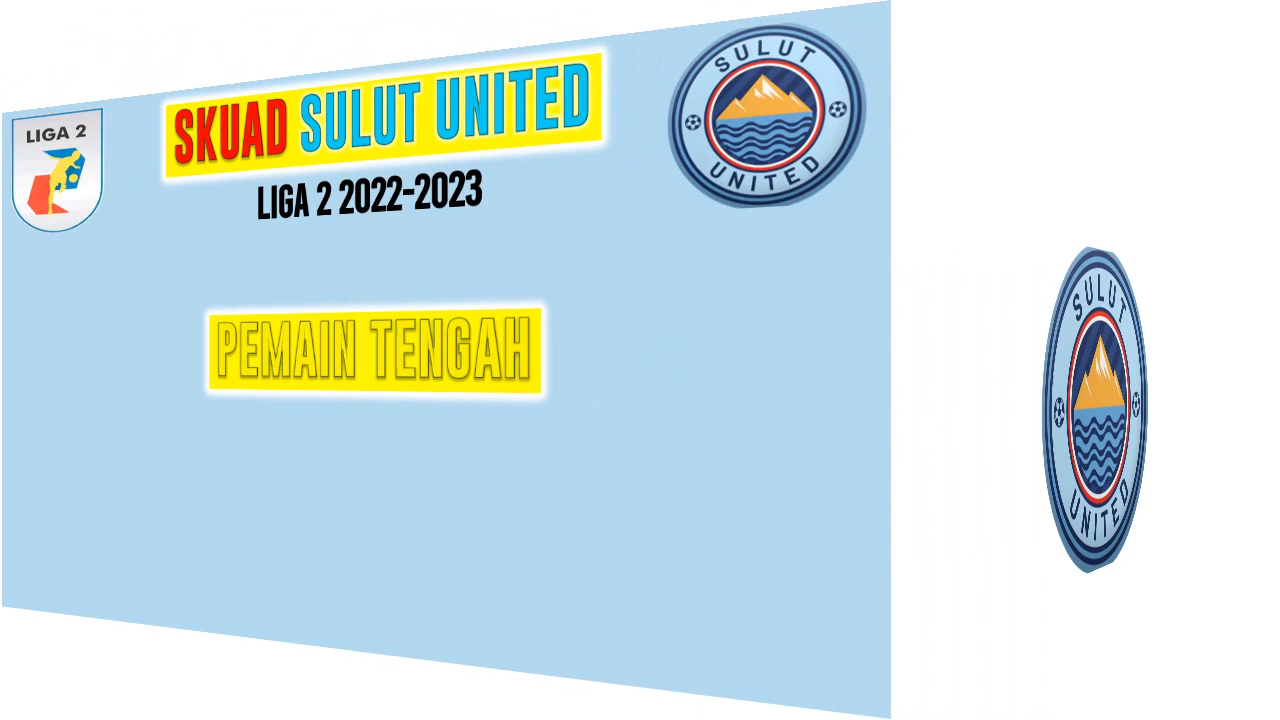 LIGA 2
SKUAD SULUT UNITED
LIGA 2 2022-2023
SULUT
UNITED
PEMAIN TENGAH
SULUT
UNITED